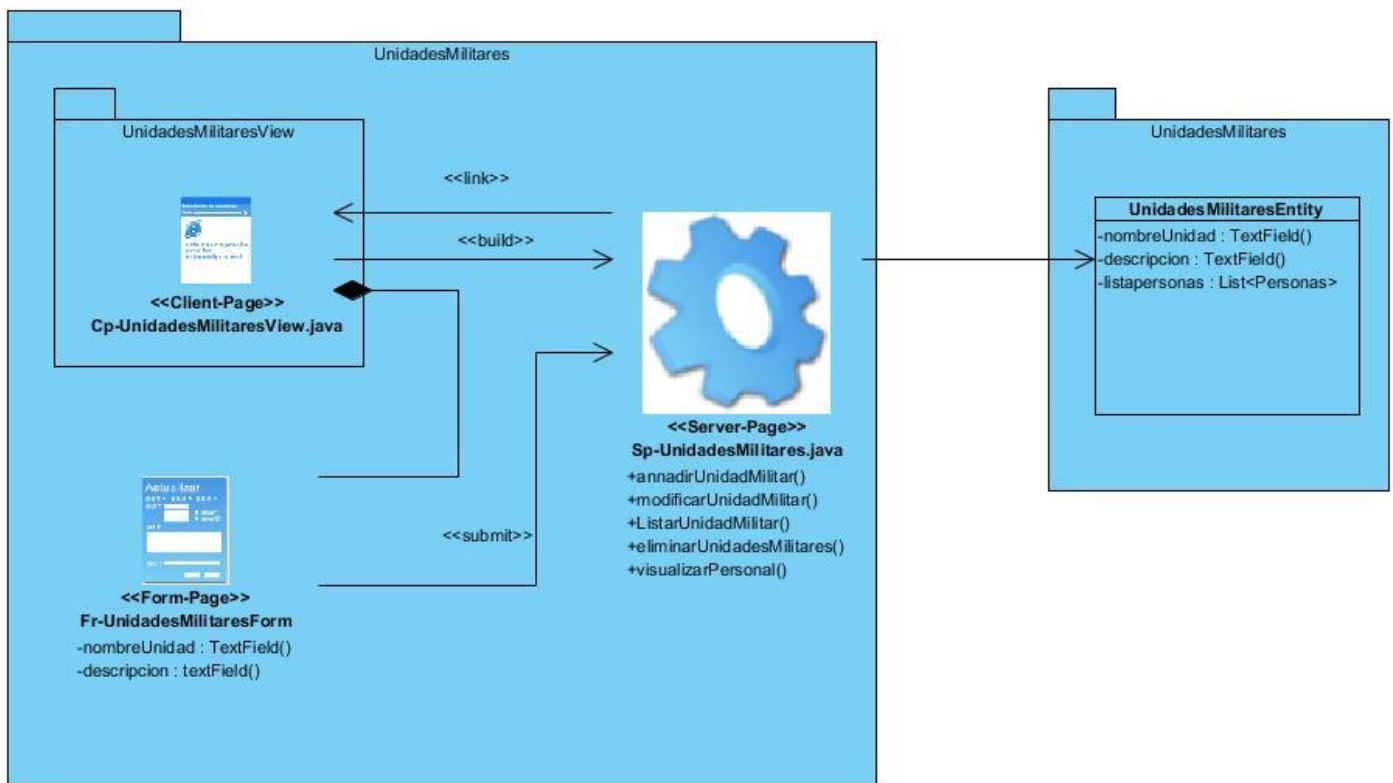 UnidadesMilitares
UnidadesMilitaresView
<<link>>
<<build>>
<<Client-Page>>
Cp-UnidadesMilitaresView.java
<<Server-Page>>
Sp-UnidadesMilitares.java
+annadirUnidadMilitar()
+modificarUnidadMilitar()
+ListarUnidadMilitar()
+eliminarUnidadesMilitares()
+visualizarPersonal()
<<submit>>
Actualizar
<<Form-Page>>
Fr-UnidadesMilitaresForm
-nombreUnidad : TextField()
-descripcion : textField()
UnidadesMilitares
UnidadesMilitaresEntity
-nombreUnidad : TextField()
-descripcion : TextField()
-listapersonas : List<Personas>